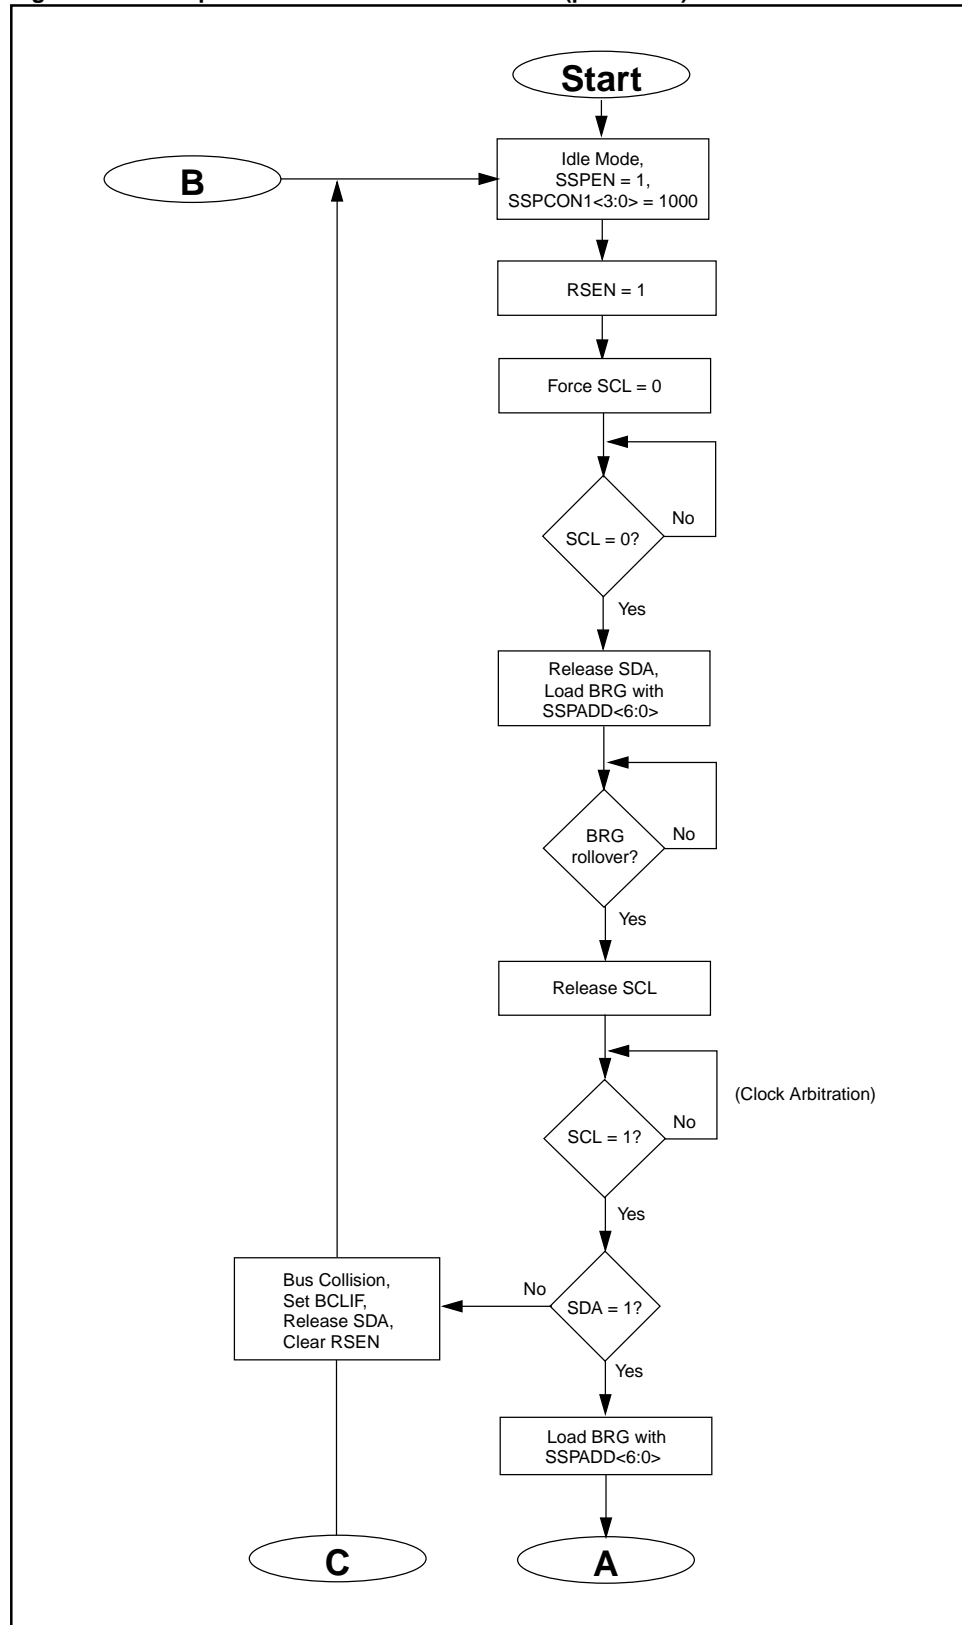 Start
B
Idle Mode,
SSPEN = 1,
SSPCON1<3:0> = 1000
RSEN = 1
Force SCL = 0
No
SCL = 0?
Yes
Release SDA,
Load BRG with
SSPADD<6:0>
No
BRG
rollover?
Yes
Release SCL
(Clock Arbitration)
No
SCL = 1?
Yes
No
SDA = 1?
Bus Collision,
Set BCLIF,
Release SDA,
Clear RSEN
Yes
Load BRG with
SSPADD<6:0>
C
A